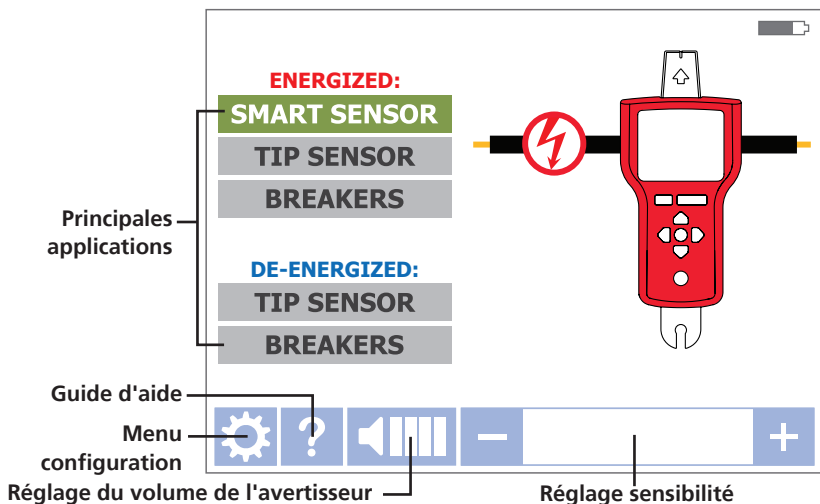 ENERGIZED:
SMART SENSOR
TIP SENSOR
BREAKERS
Principales
applications
DE-ENERGIZED:
TIP SENSOR
BREAKERS
Guide d'aide
?
Menu
configuration
Réglage du volume de l'avertisseur
Réglage sensibilité